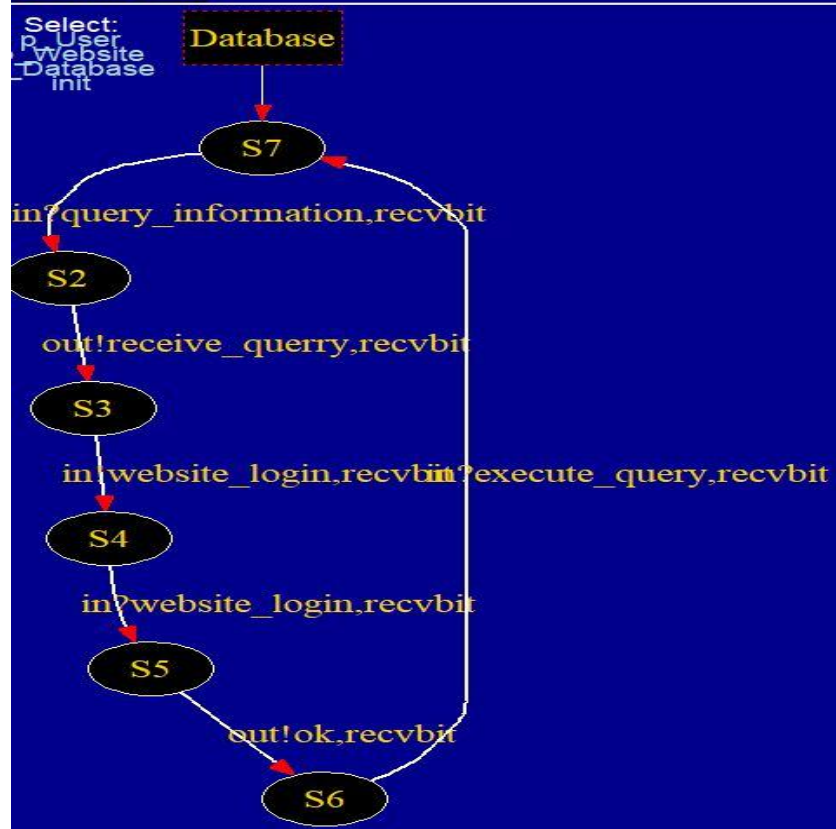 Select:
p_User
p_Website
_Database
init
Database
S7
in?query_information,recvbit
S2
out!receive_querry,recvbit
S3
in!website_login,recvbit
in?execute_query,recvbit
S4
in?website_login,recvbit
S5
out!ok,recvbit
S6